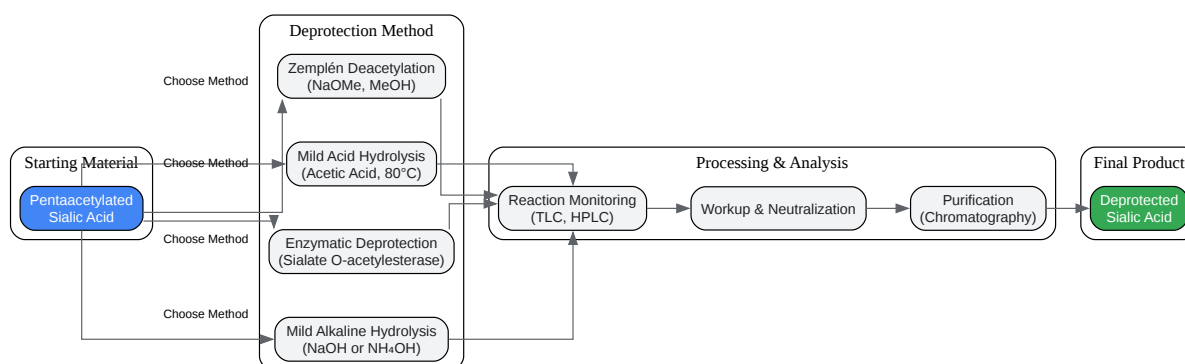 Starting Material
Pentaacetylated
Sialic Acid
Choose Method
Choose Method
Choose Method
Choose Method
Deprotection Method
Zemplén Deacetylation
(NaOMe, MeOH)
Mild Acid Hydrolysis
(Acetic Acid, 80°C)
Enzymatic Deprotection
(Sialate O-acetylesterase)
Mild Alkaline Hydrolysis
(NaOH or NH₄OH)
Processing & Analysis
Reaction Monitoring
(TLC, HPLC)
Workup & Neutralization
Purification
(Chromatography)
Final Product
Deprotected
Sialic Acid